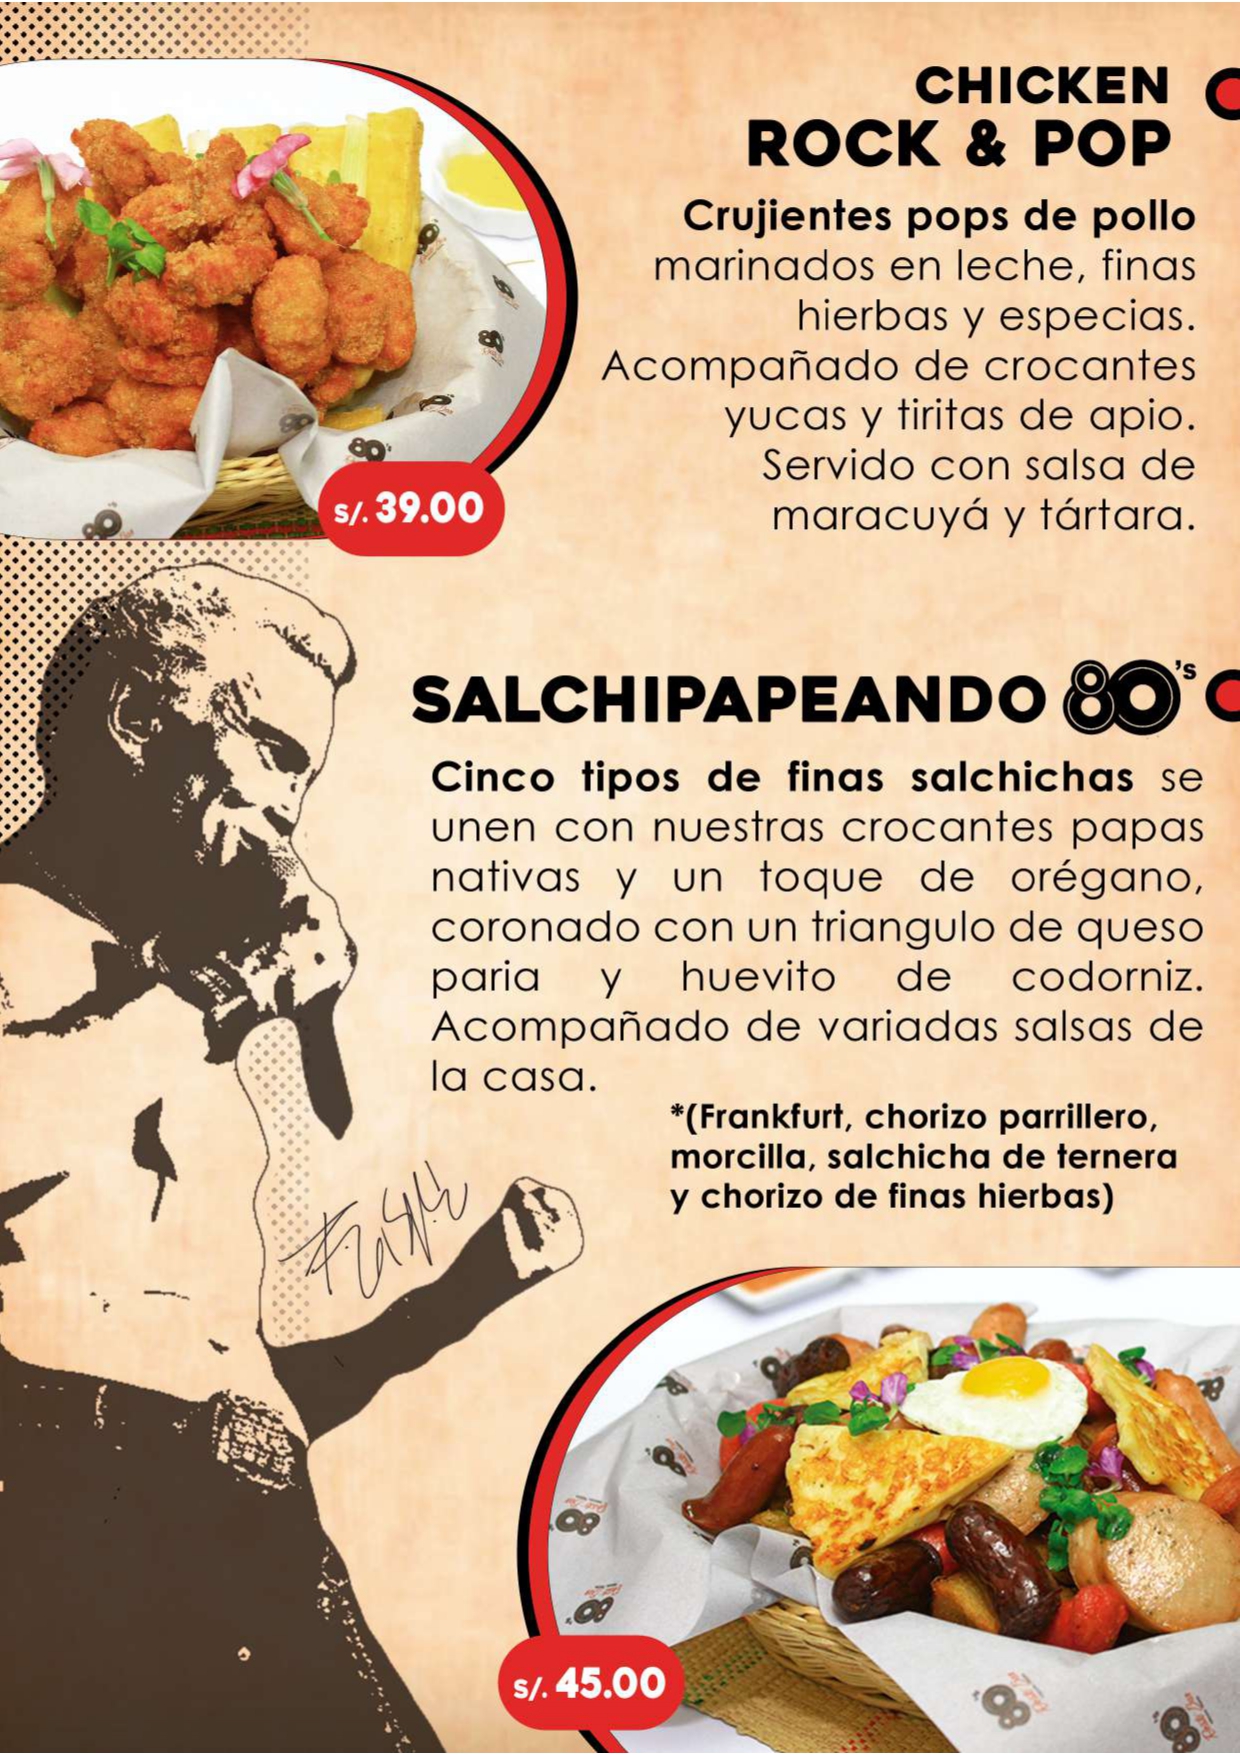 CHICKEN
ROCK & POP
Crujientes pops de pollo
marinados en leche, finas
hierbas y especias.
Acompañado de crocantes
yucas y tiritas de apio.
Servido con salsa de
maracuyá y tártara.
s/. 39.00
SALCHIPAPEANDO 80's
Cinco tipos de finas salchichas se
unen con nuestras crocantes papas
nativas y un toque de orégano,
coronado con un triangulo de queso
paria y huevito de codorniz.
Acompañado de variadas salsas de
la casa.
*(Frankfurt, chorizo parrillero,
morcilla, salchicha de ternera
y chorizo de finas hierbas)
s/. 45.00